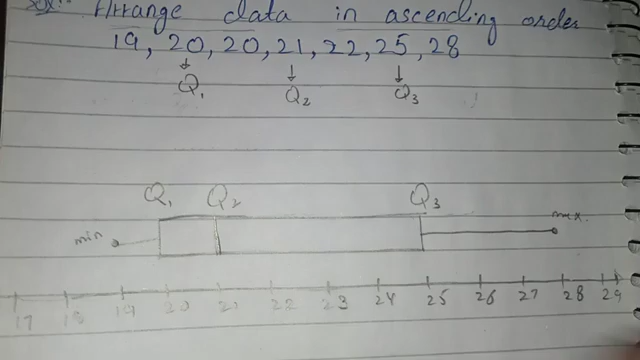 Arrange data in ascending order
19, 20, 20, 21, 22, 25, 28
Q1 Q2 Q3
Q1 Q2 Q3
min max.
17 18 19 20 21 22 23 24 25 26 27 28 29